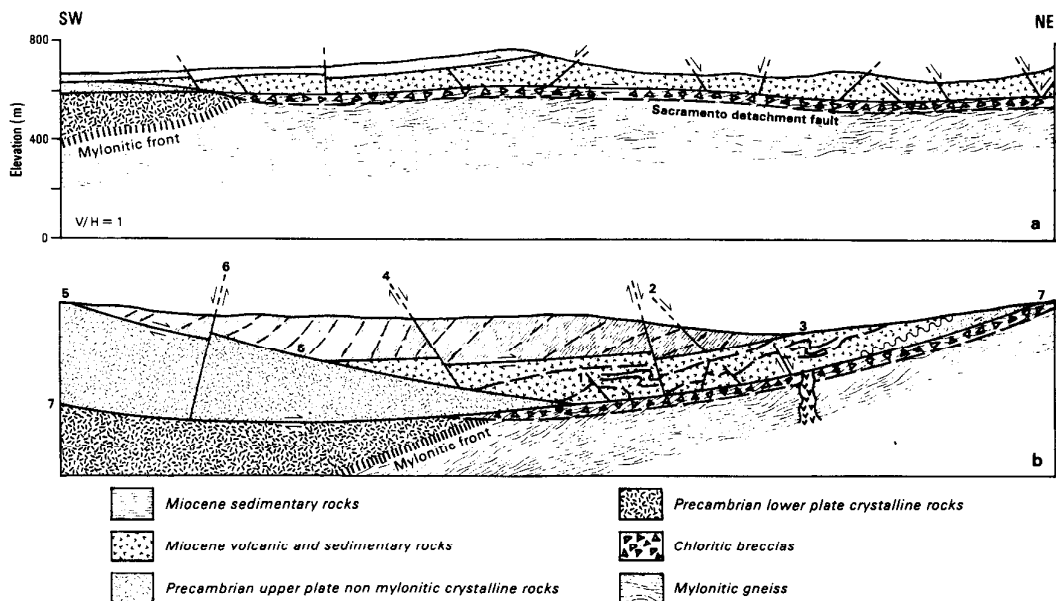 SW
NE
800
400
0
Elevation (m)
Mylonitic front
Sacramento detachment fault
V/H = 1
a
5
6
4
2
3
7
6
7
Mylonitic front
b
Miocene sedimentary rocks
Miocene volcanic and sedimentary rocks
Precambrian upper plate non mylonitic crystalline rocks
Precambrian lower plate crystalline rocks
Chloritic breccias
Mylonitic gneiss